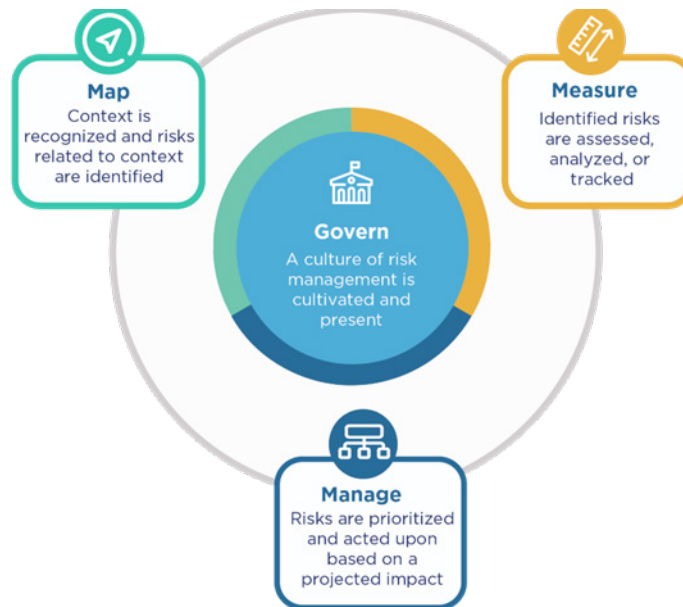 Map
Context is
recognized and risks
related to context
are identified
Measure
Identified risks
are assessed,
analyzed, or
tracked
Govern
A culture of risk
management is
cultivated and
present
Manage
Risks are prioritized
and acted upon
based on a
projected impact